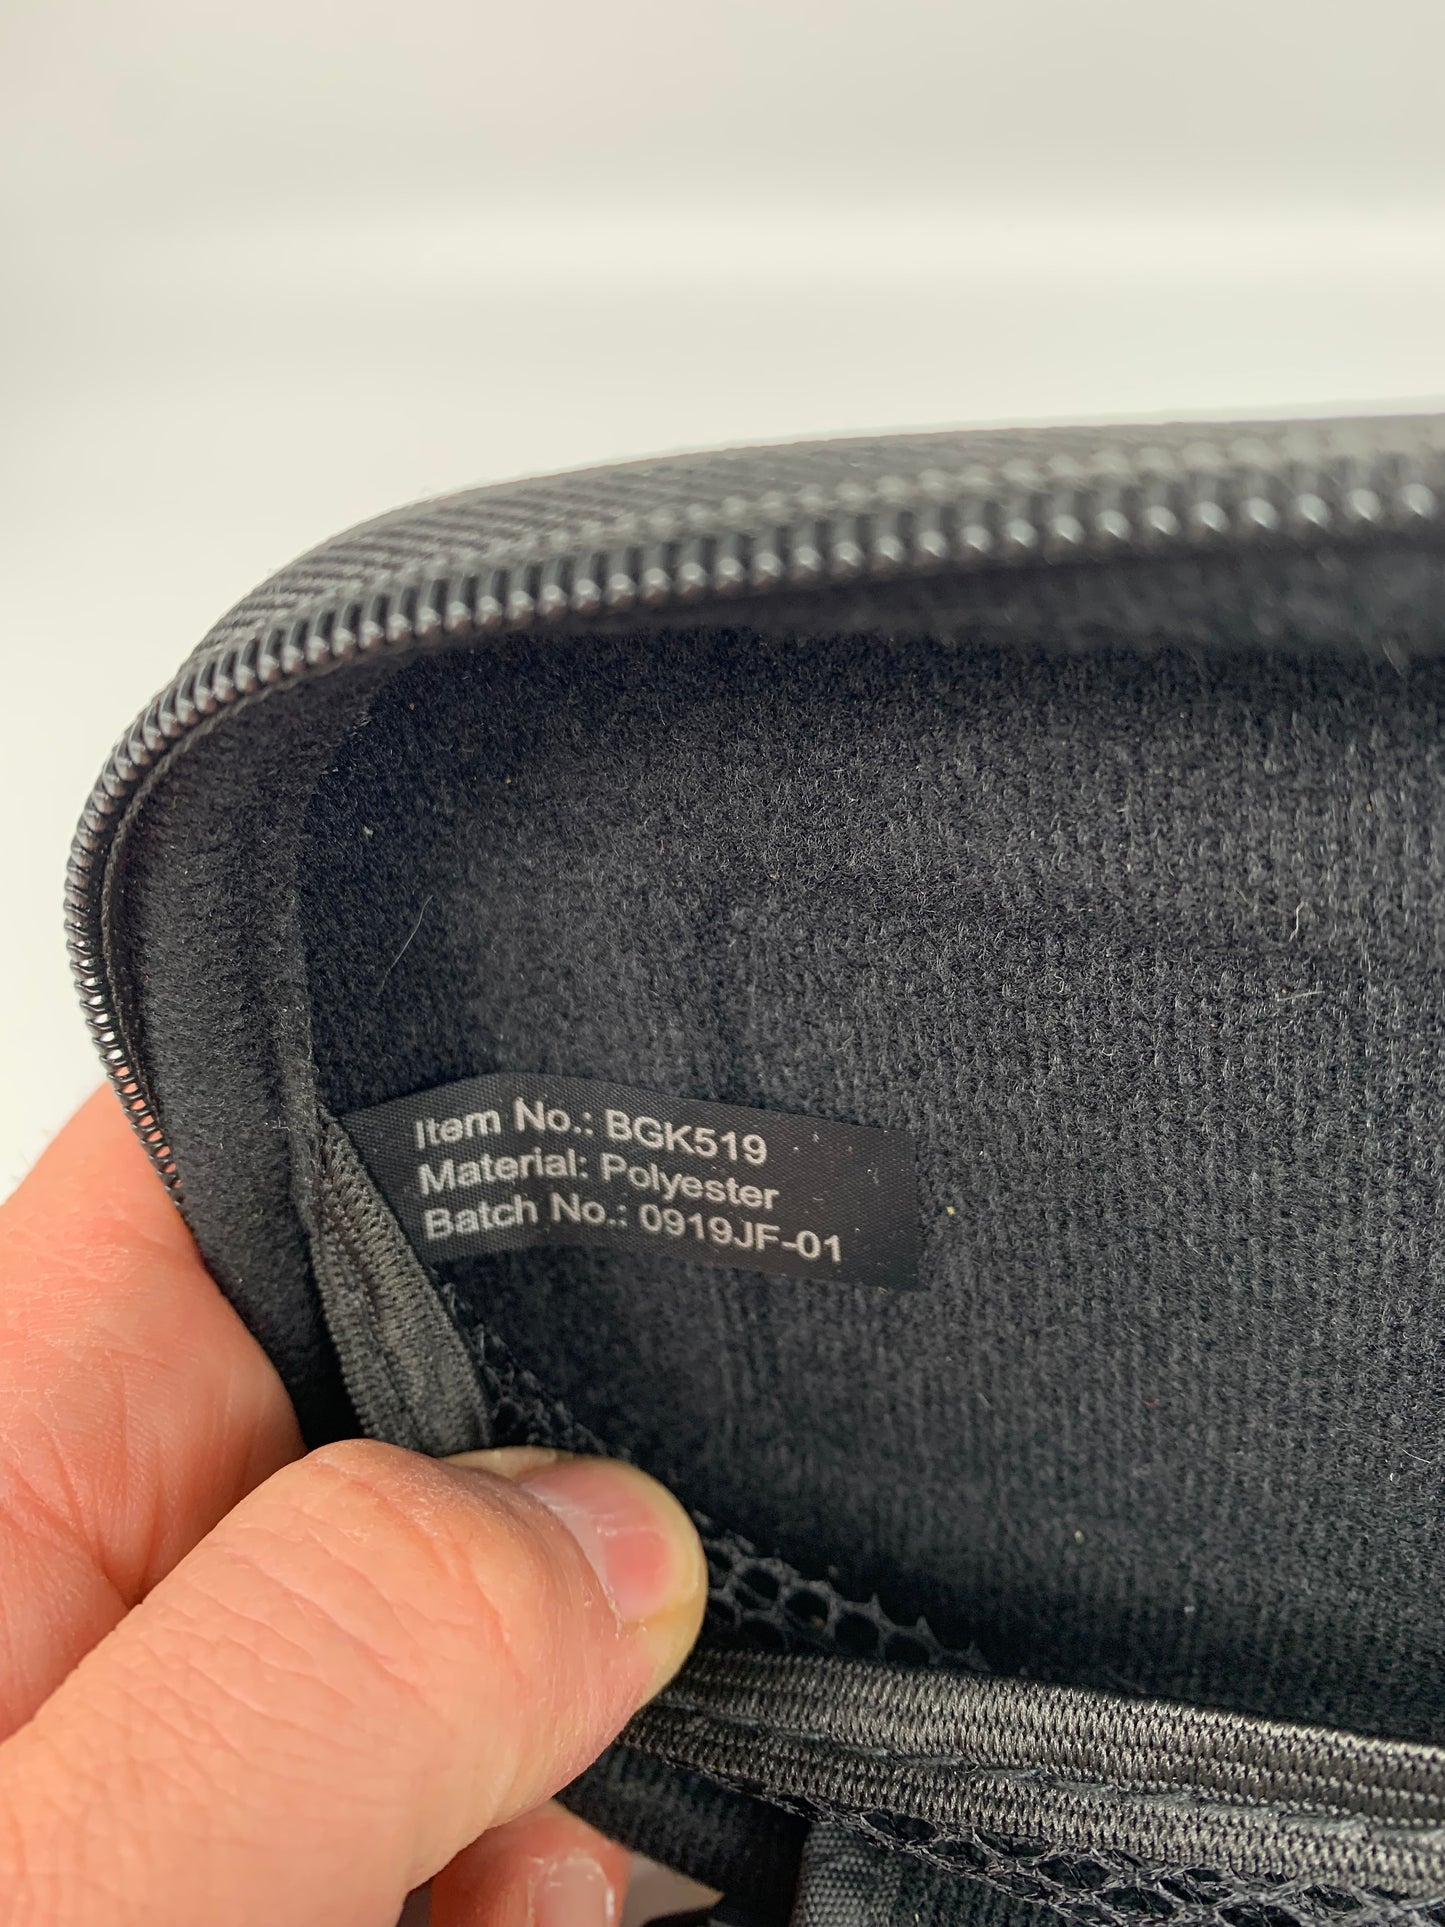 Item No.: BGK519
Material: Polyester
Batch No.: 0919JF-01